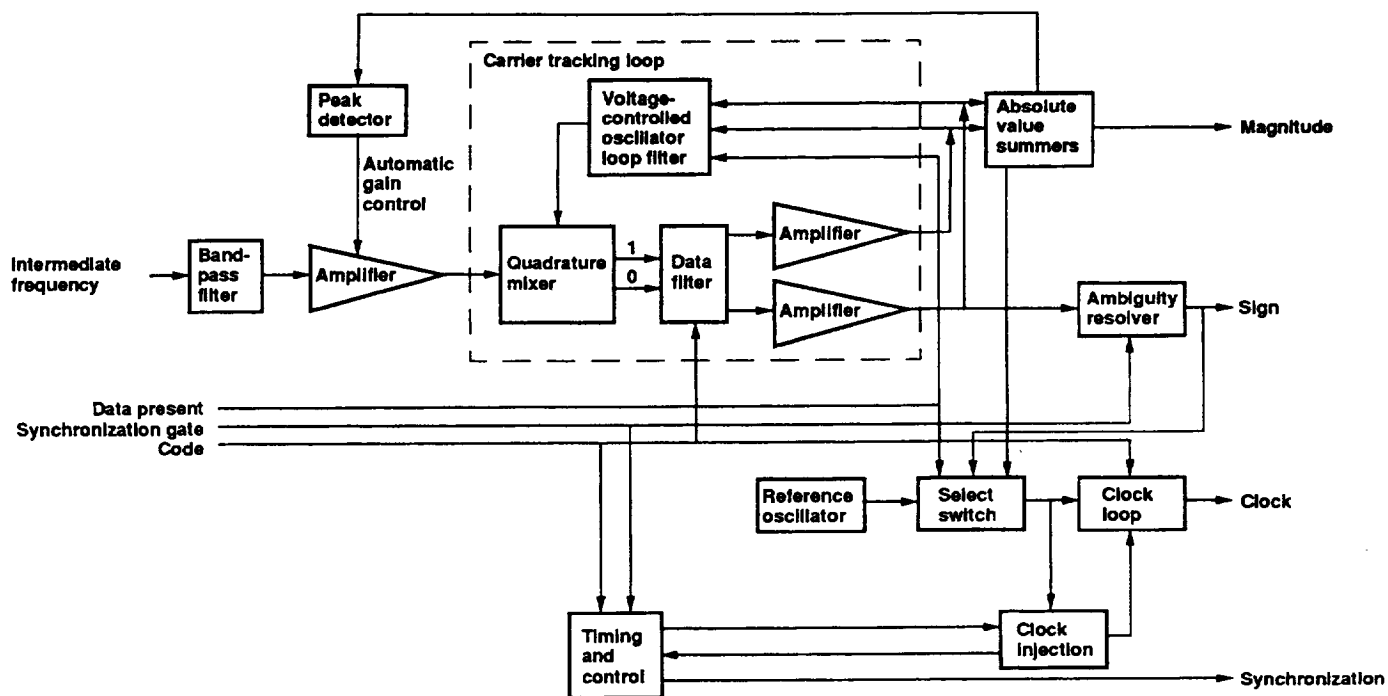 Carrier tracking loop
Peak
detector
Voltage-
controlled
oscillator
loop filter
Absolute
value
summers
Magnitude
Automatic
gain
control
Intermediate
frequency
Band-
pass
filter
Amplifier
Quadrature
mixer
1
0
Data
filter
Amplifier
Amplifier
Ambiguity
resolver
Sign
Data present
Synchronization gate
Code
Reference
oscillator
Select
switch
Clock
loop
Clock
Timing
and
control
Clock
injection
Synchronization